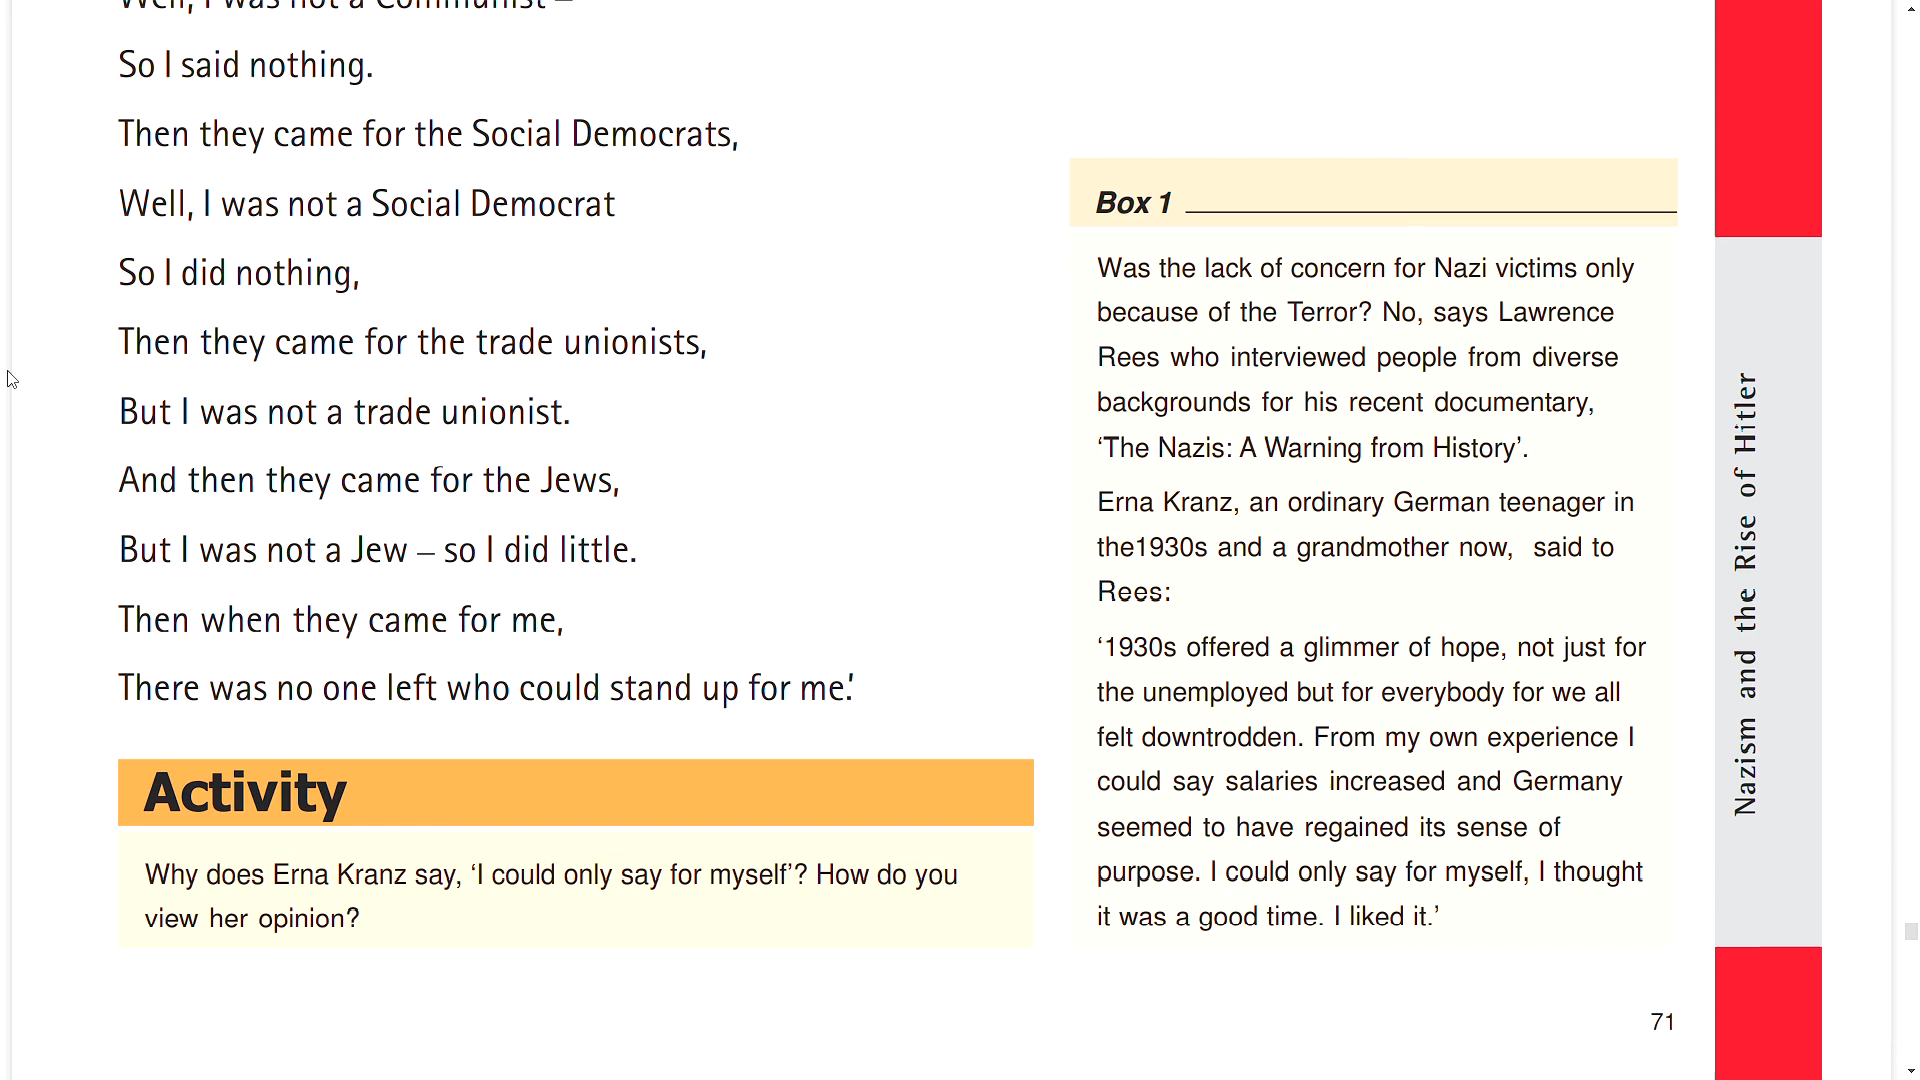 Well, I was not a Communist –
So I said nothing.
Then they came for the Social Democrats,
Well, I was not a Social Democrat
So I did nothing,
Then they came for the trade unionists,
But I was not a trade unionist.
And then they came for the Jews,
But I was not a Jew – so I did little.
Then when they came for me,
There was no one left who could stand up for me.’
Activity
Why does Erna Kranz say, ‘I could only say for myself’? How do you
view her opinion?
Box 1
Was the lack of concern for Nazi victims only
because of the Terror? No, says Lawrence
Rees who interviewed people from diverse
backgrounds for his recent documentary,
‘The Nazis: A Warning from History’.
Erna Kranz, an ordinary German teenager in
the1930s and a grandmother now, said to
Rees:
‘1930s offered a glimmer of hope, not just for
the unemployed but for everybody for we all
felt downtrodden. From my own experience I
could say salaries increased and Germany
seemed to have regained its sense of
purpose. I could only say for myself, I thought
it was a good time. I liked it.’
Nazism and the Rise of Hitler
71